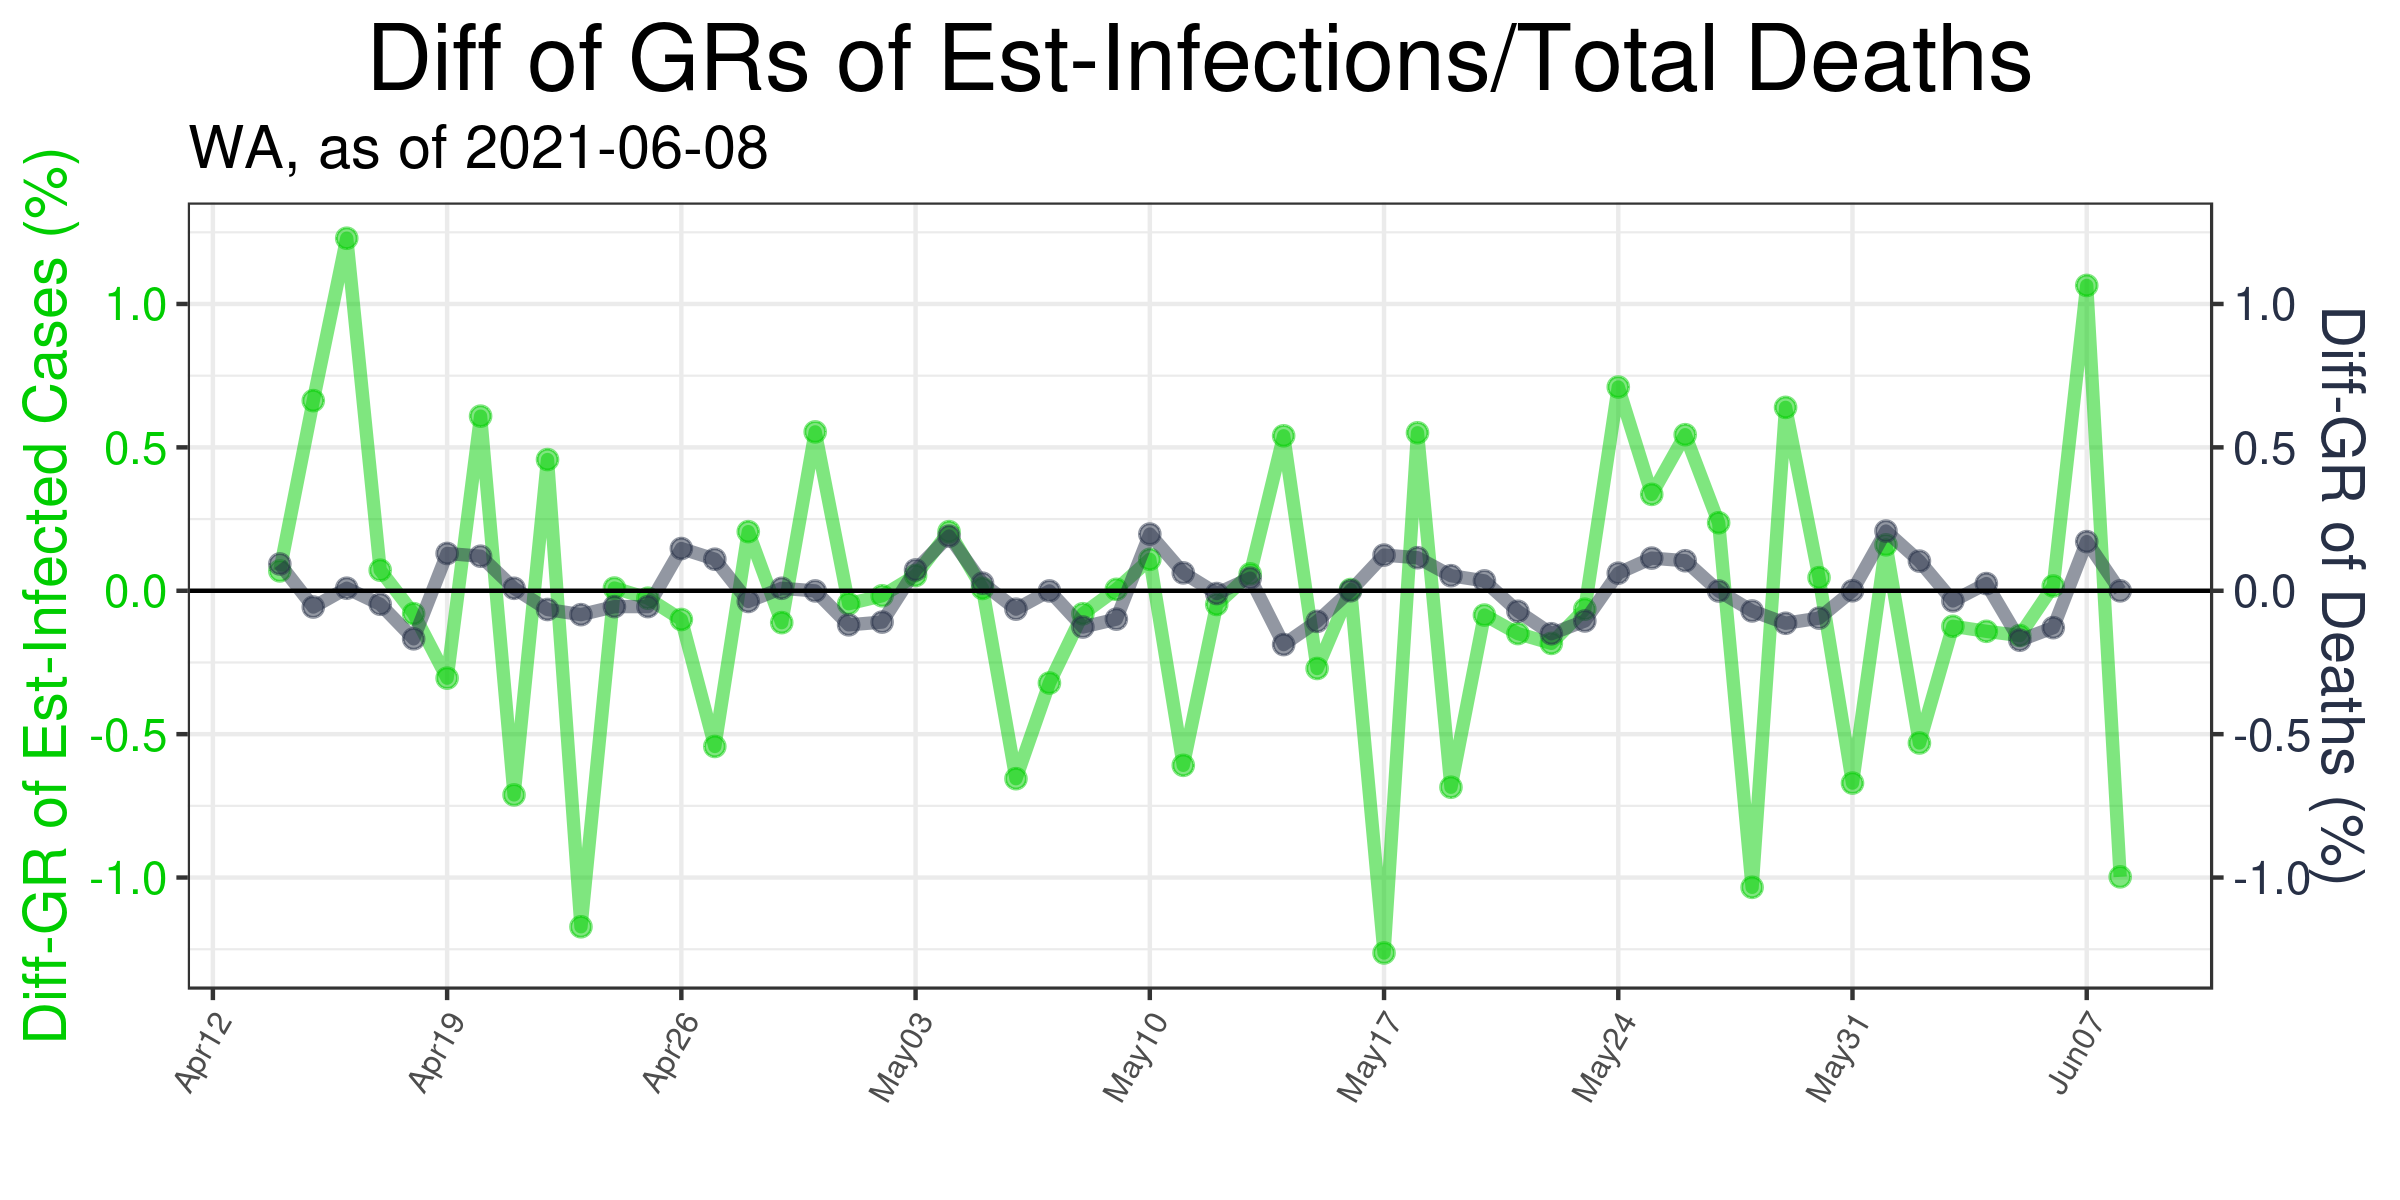 Diff of GRs of Est-Infections/Total Deaths
WA, as of 2021-06-08
Diff-GR of Est-Infected Cases (%)
1.0
0.5
0.0
-0.5
-1.0
1.0
0.5
0.0
-0.5
-1.0
Diff-GR of Deaths (%)
Apr12
Apr19
Apr26
May03
May10
May17
May24
May31
Jun07